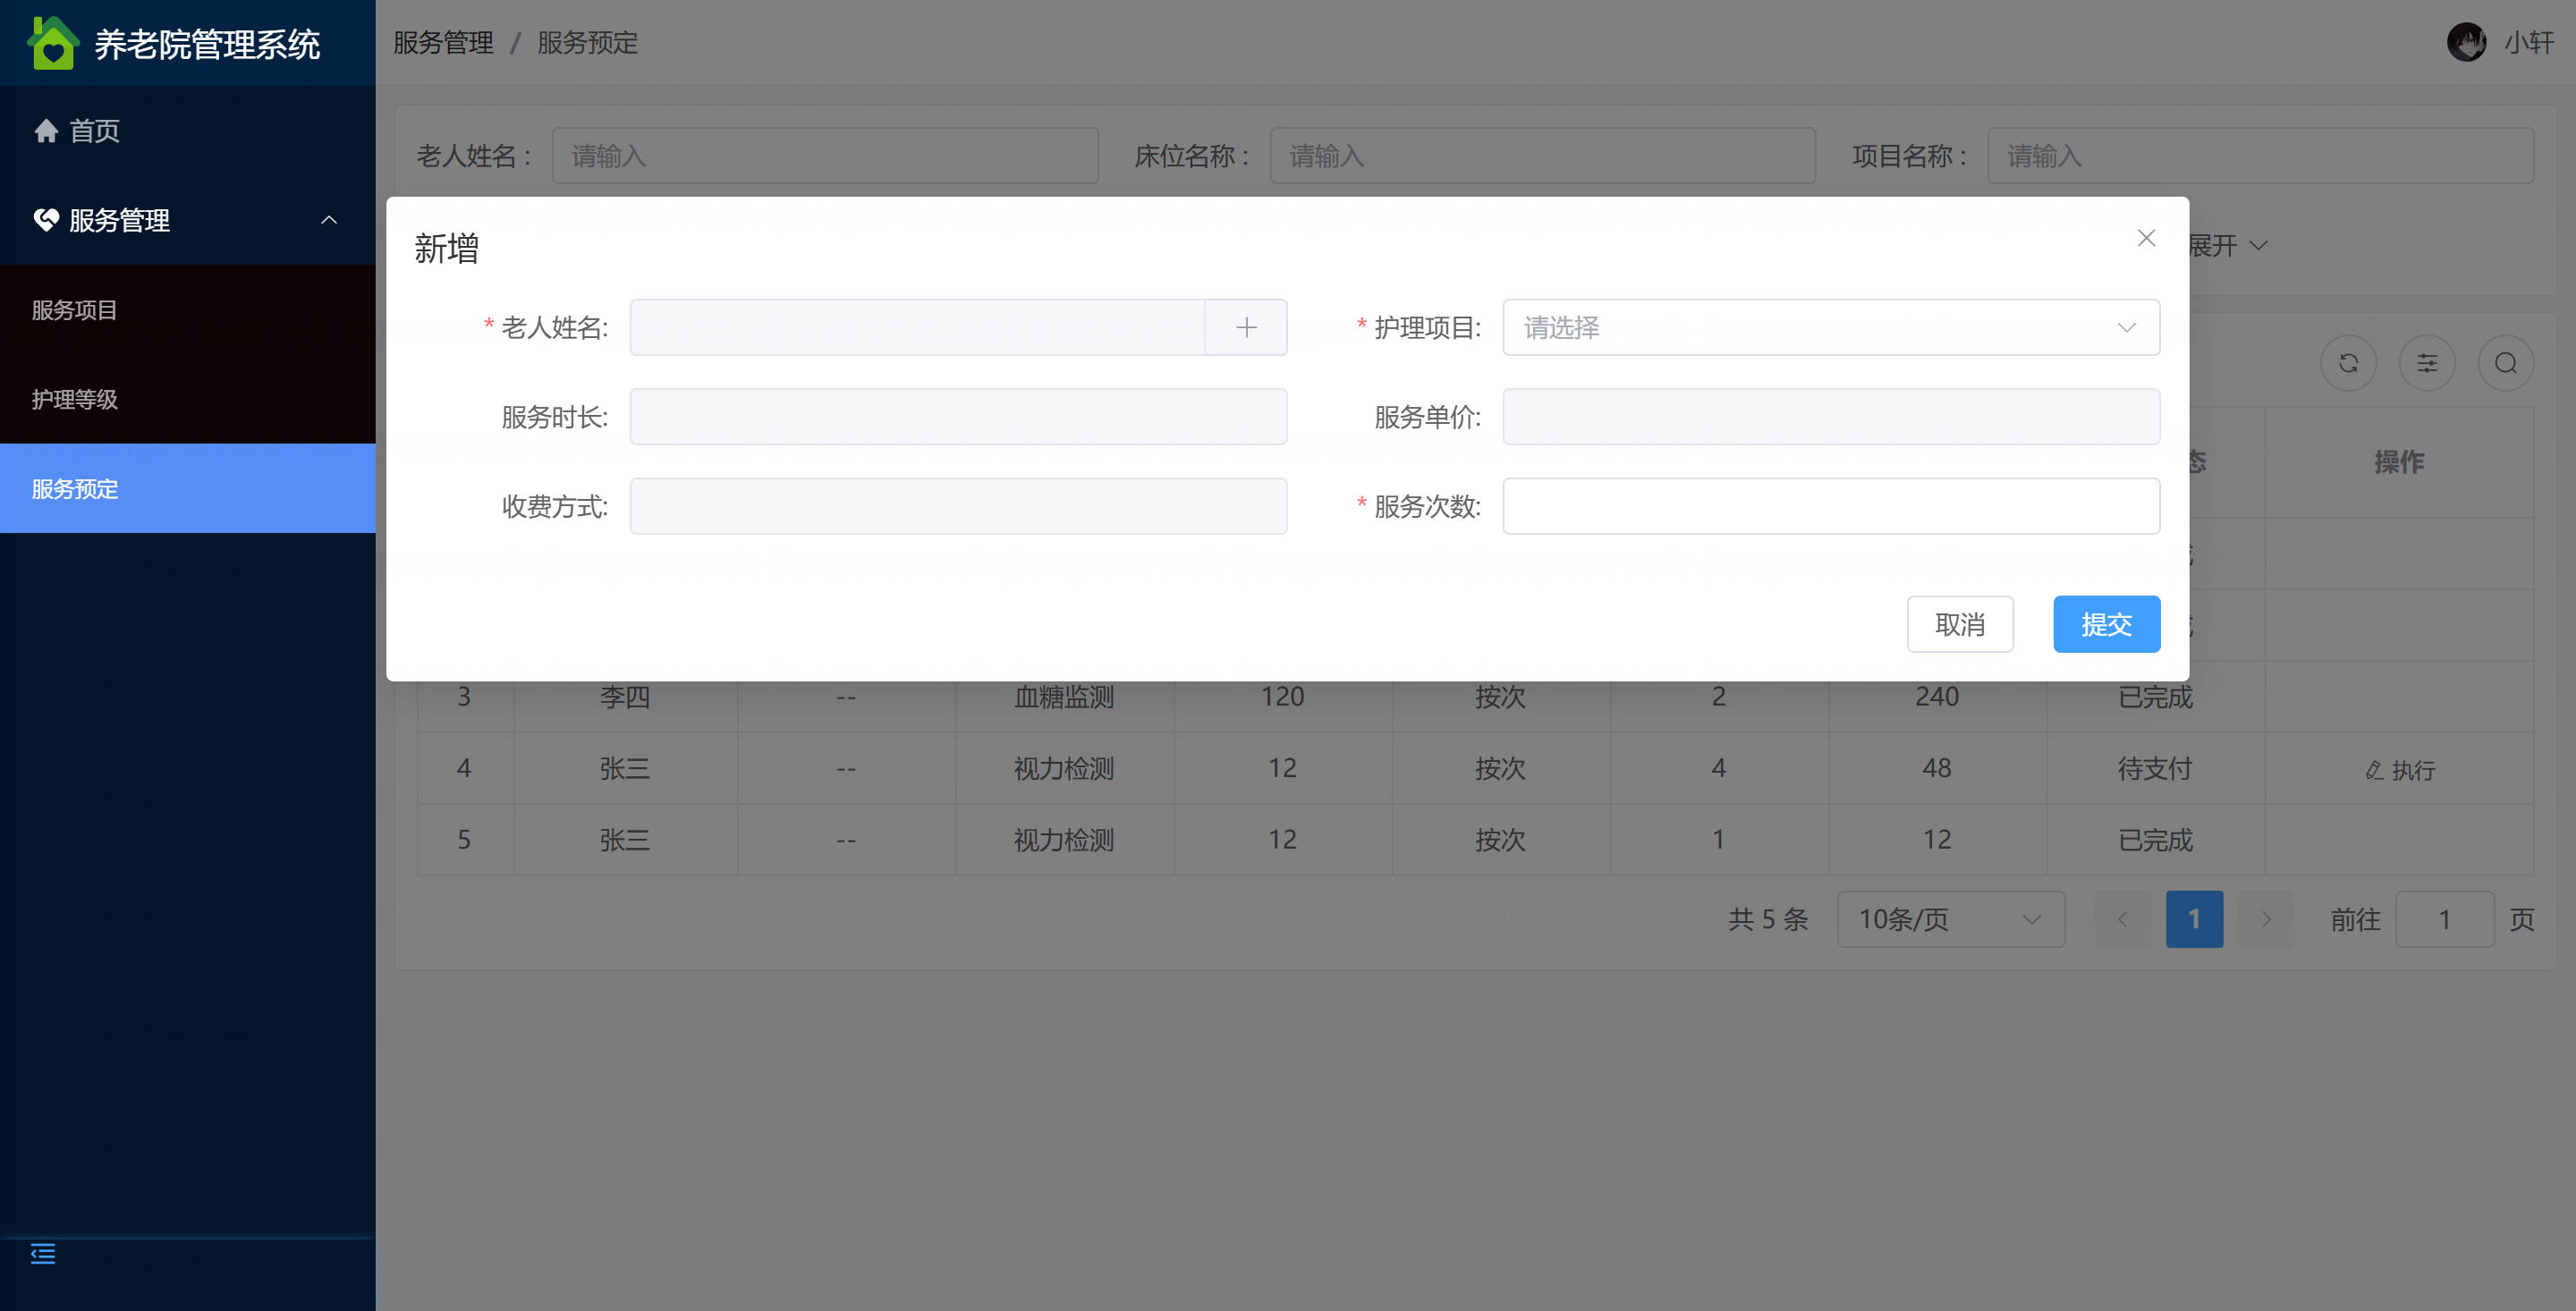 养老院管理系统
服务管理 / 服务预定
小轩
首页
服务管理
服务项目
护理等级
服务预定
老人姓名： 请输入 床位名称： 请输入 项目名称： 请输入
展开
新增
* 老人姓名: * 护理项目: 请选择
服务时长: 服务单价:
收费方式: * 服务次数:
取消 提交
态 操作
3 李四 -- 血糖监测 120 按次 2 240 已完成
4 张三 -- 视力检测 12 按次 4 48 待支付 执行
5 张三 -- 视力检测 12 按次 1 12 已完成
共 5 条 10条/页 1 前往 1 页